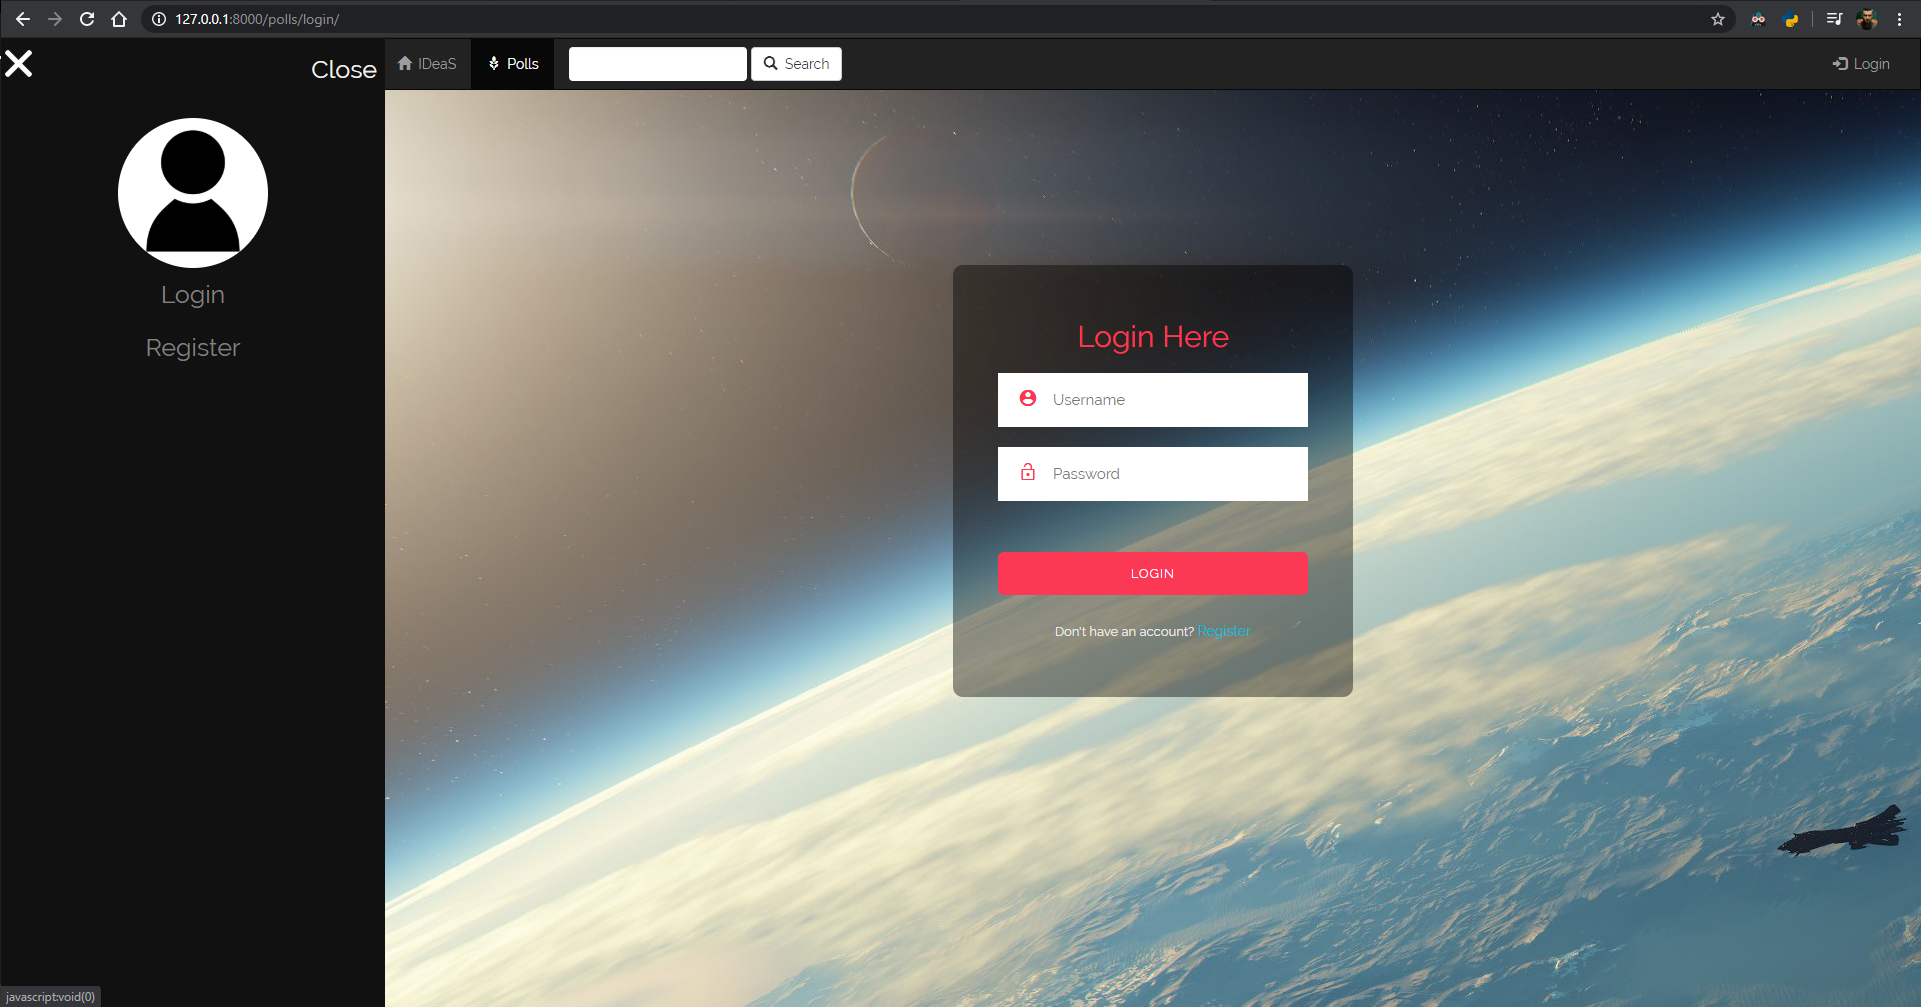 127.0.0.1:8000/polls/login/
Close
IDeaS
Polls
Search
Login
Login
Register
Login Here
Username
Password
LOGIN
Don't have an account? Register
javascript:void(0)